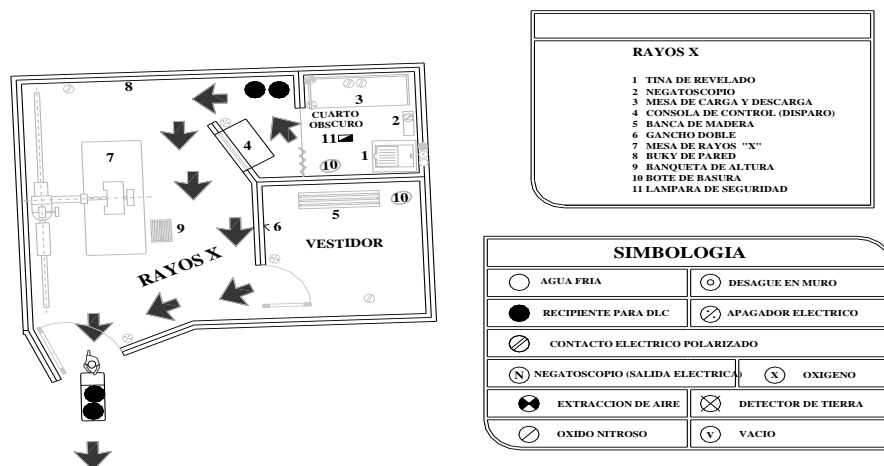 8
3
CUARTO
OBSCURO
2
4
11
1
10
7
10
5
9
6
VESTIDOR
RAYOS X
RAYOS X
1 TINA DE REVELADO
2 NEGATOSCOPIO
3 MESA DE CARGA Y DESCARGA
4 CONSOLA DE CONTROL (DISPARO)
5 BANCA DE MADERA
6 GANCHO DOBLE
7 MESA DE RAYOS "X"
8 BUKY DE PARED
9 BANQUETA DE ALTURA
10 BOTE DE BASURA
11 LAMPARA DE SEGURIDAD
SIMBOLOGIA
AGUA FRIA
DESAGUE EN MURO
RECIPIENTE PARA DLC
APAGADOR ELECTRICO
CONTACTO ELECTRICO POLARIZADO
N NEGATOSCOPIO (SALIDA ELECTRICA)
X OXIGENO
EXTRACCION DE AIRE
DETECTOR DE TIERRA
OXIDO NITROSO
V VACIO